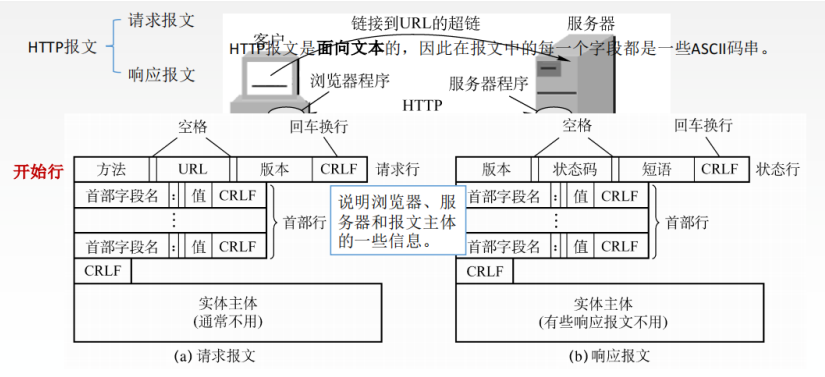 请求报文
链接到URL的超链
服务器
客户
HTTP报文
HTTP报文是面向文本的，因此在报文中的每一个字段都是一些ASCII码串。
响应报文
浏览器程序
服务器程序
HTTP
空格
回车换行
空格
回车换行
开始行
方法
URL
版本
CRLF
请求行
版本
状态码
短语
CRLF
状态行
首部字段名
:
值
CRLF
说明浏览器、服
务器和报文主体
的一些信息。
首部字段名
:
值
CRLF
⋮
首部行
⋮
首部行
首部字段名
:
值
CRLF
首部字段名
:
值
CRLF
CRLF
CRLF
实体主体
(通常不用)
实体主体
(有些响应报文不用)
(a) 请求报文
(b) 响应报文